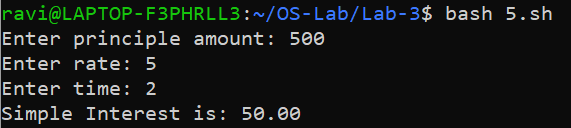 ravi@LAPTOP-F3PHRLL3:~/OS-Lab/Lab-3$ bash 5.sh
Enter principle amount: 500
Enter rate: 5
Enter time: 2
Simple Interest is: 50.00